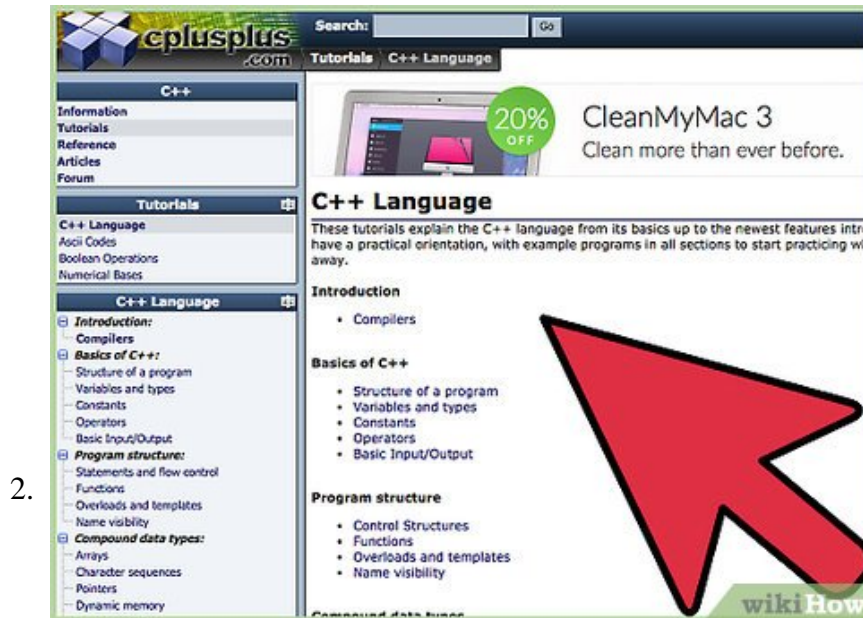 cplusplus
.com
Search:
Go
Tutorials
C++ Language
C++
Information
Tutorials
Reference
Articles
Forum
Tutorials
C++ Language
Ascii Codes
Boolean Operations
Numerical Bases
C++ Language
Introduction:
Compilers
Basics of C++:
Structure of a program
Variables and types
Constants
Operators
Basic Input/Output
Program structure:
Statements and flow control
Functions
Overloads and templates
Name visibility
Compound data types:
Arrays
Character sequences
Pointers
Dynamic memory
20%
OFF
CleanMyMac 3
Clean more than ever before.
C++ Language
These tutorials explain the C++ language from its basics up to the newest features
have a practical orientation, with example programs in all sections to start practicing
away.
Introduction
• Compilers
Basics of C++
• Structure of a program
• Variables and types
• Constants
• Operators
• Basic Input/Output
Program structure
• Control Structures
• Functions
• Overloads and templates
• Name visibility
Compound data types
2.
wikiHow